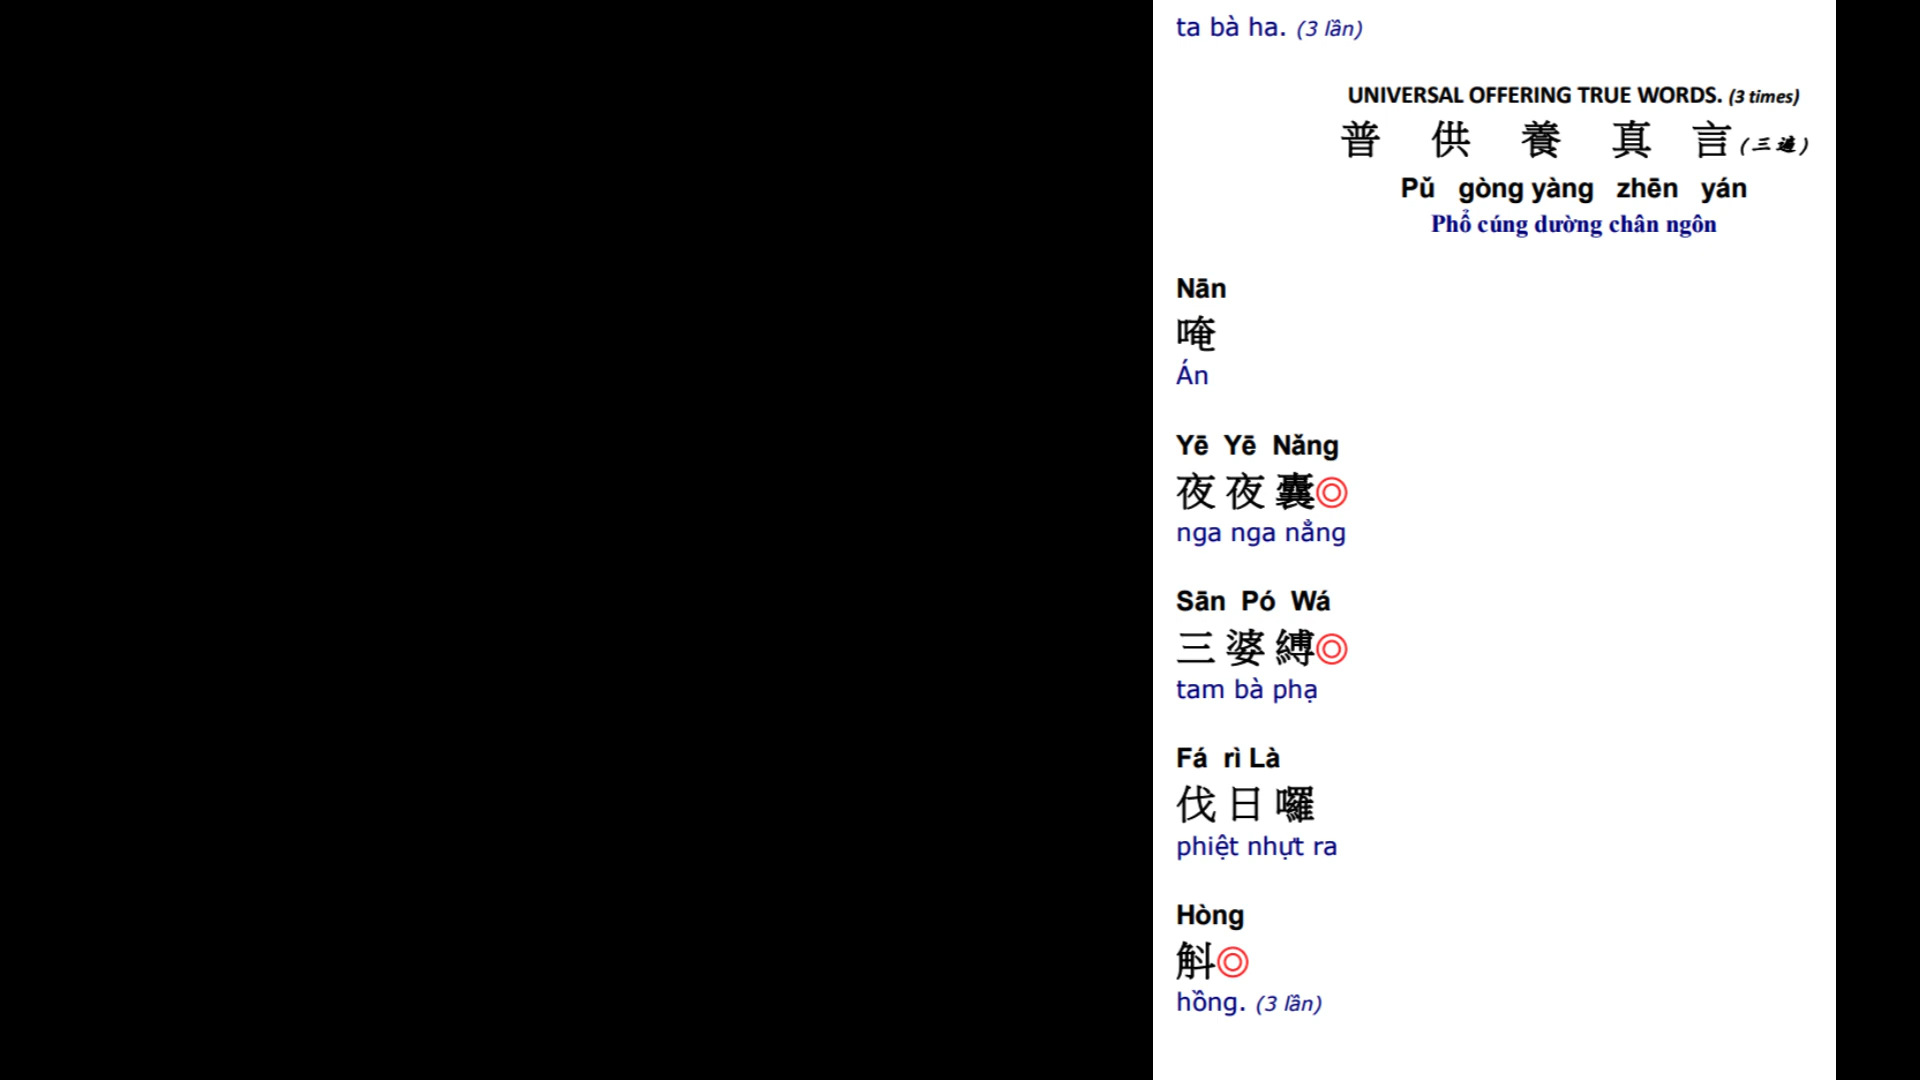 ta bà ha. (3 lần)
UNIVERSAL OFFERING TRUE WORDS. (3 times)
普 供 養 真 言 (三遍)
Pǔ gòng yàng zhēn yán
Phổ cúng dường chân ngôn
Nān
唵
Án
Yē Yē Nǎng
夜 夜 囊◎
nga nga nẳng
Sān Pó Wá
三 婆 縛◎
tam bà phạ
Fá rì Là
伐 日 囉
phiệt nhựt ra
Hòng
斛◎
hồng. (3 lần)